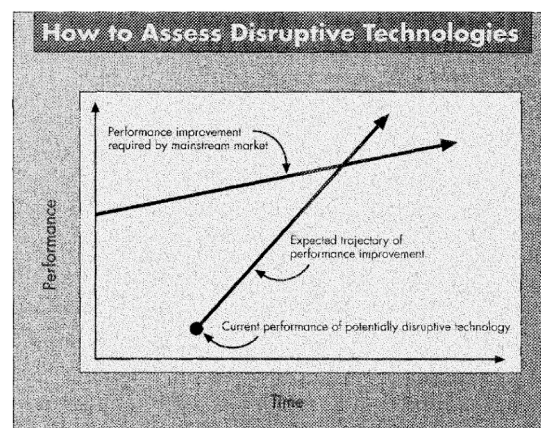 How to Assess Disruptive Technologies
Performance improvement
required by mainstream market
Expected trajectory of
performance improvement
Current performance of potentially disruptive technology
Performance
Time